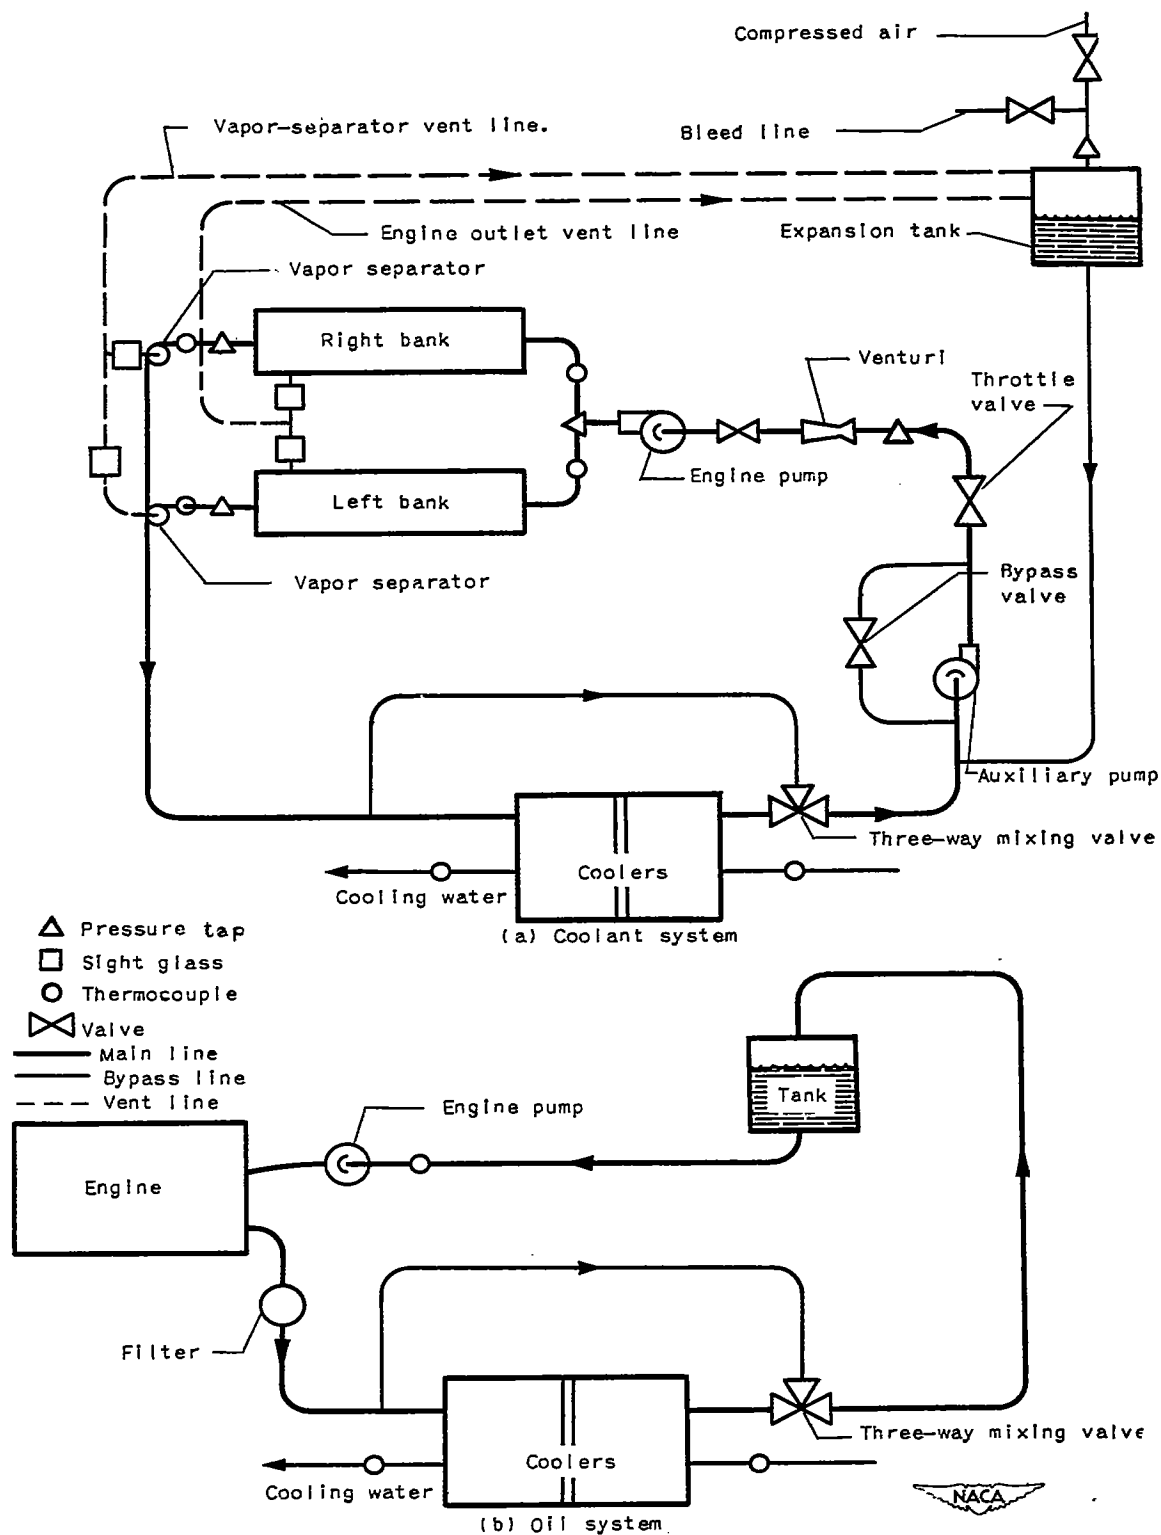 Compressed air
Vapor-separator vent line.
Bleed line
Engine outlet vent line
Expansion tank
Vapor separator
Right bank
Venturi
Throttle
valve
Engine pump
Left bank
Vapor separator
Bypass
valve
Auxiliary pump
Three-way mixing valve
Coolers
Cooling water
(a) Coolant system
Pressure tap
Sight glass
Thermocouple
Valve
Main line
Bypass line
Vent line
Tank
Engine pump
Engine
Filter
Three-way mixing valve
Coolers
Cooling water
NACA
(b) Oil system